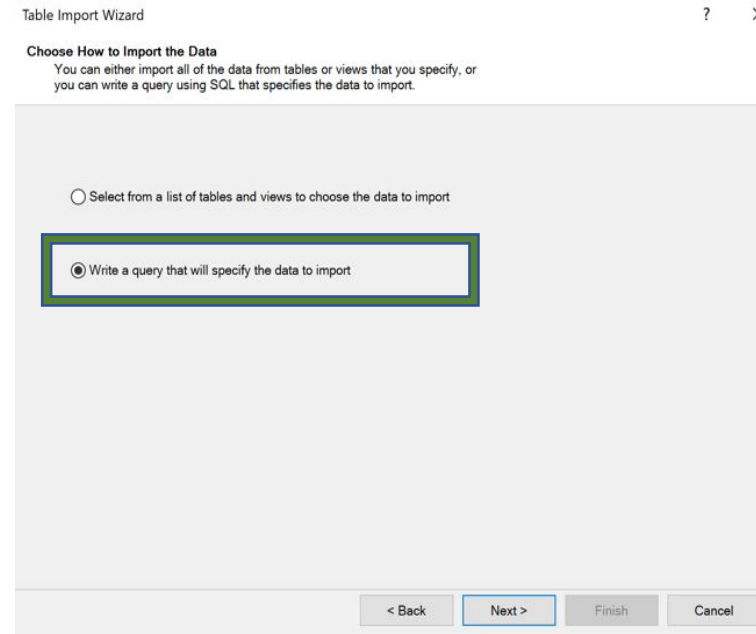 Table Import Wizard ?
Choose How to Import the Data
You can either import all of the data from tables or views that you specify, or
you can write a query using SQL that specifies the data to import.
Select from a list of tables and views to choose the data to import
Write a query that will specify the data to import
< Back Next > Finish Cancel